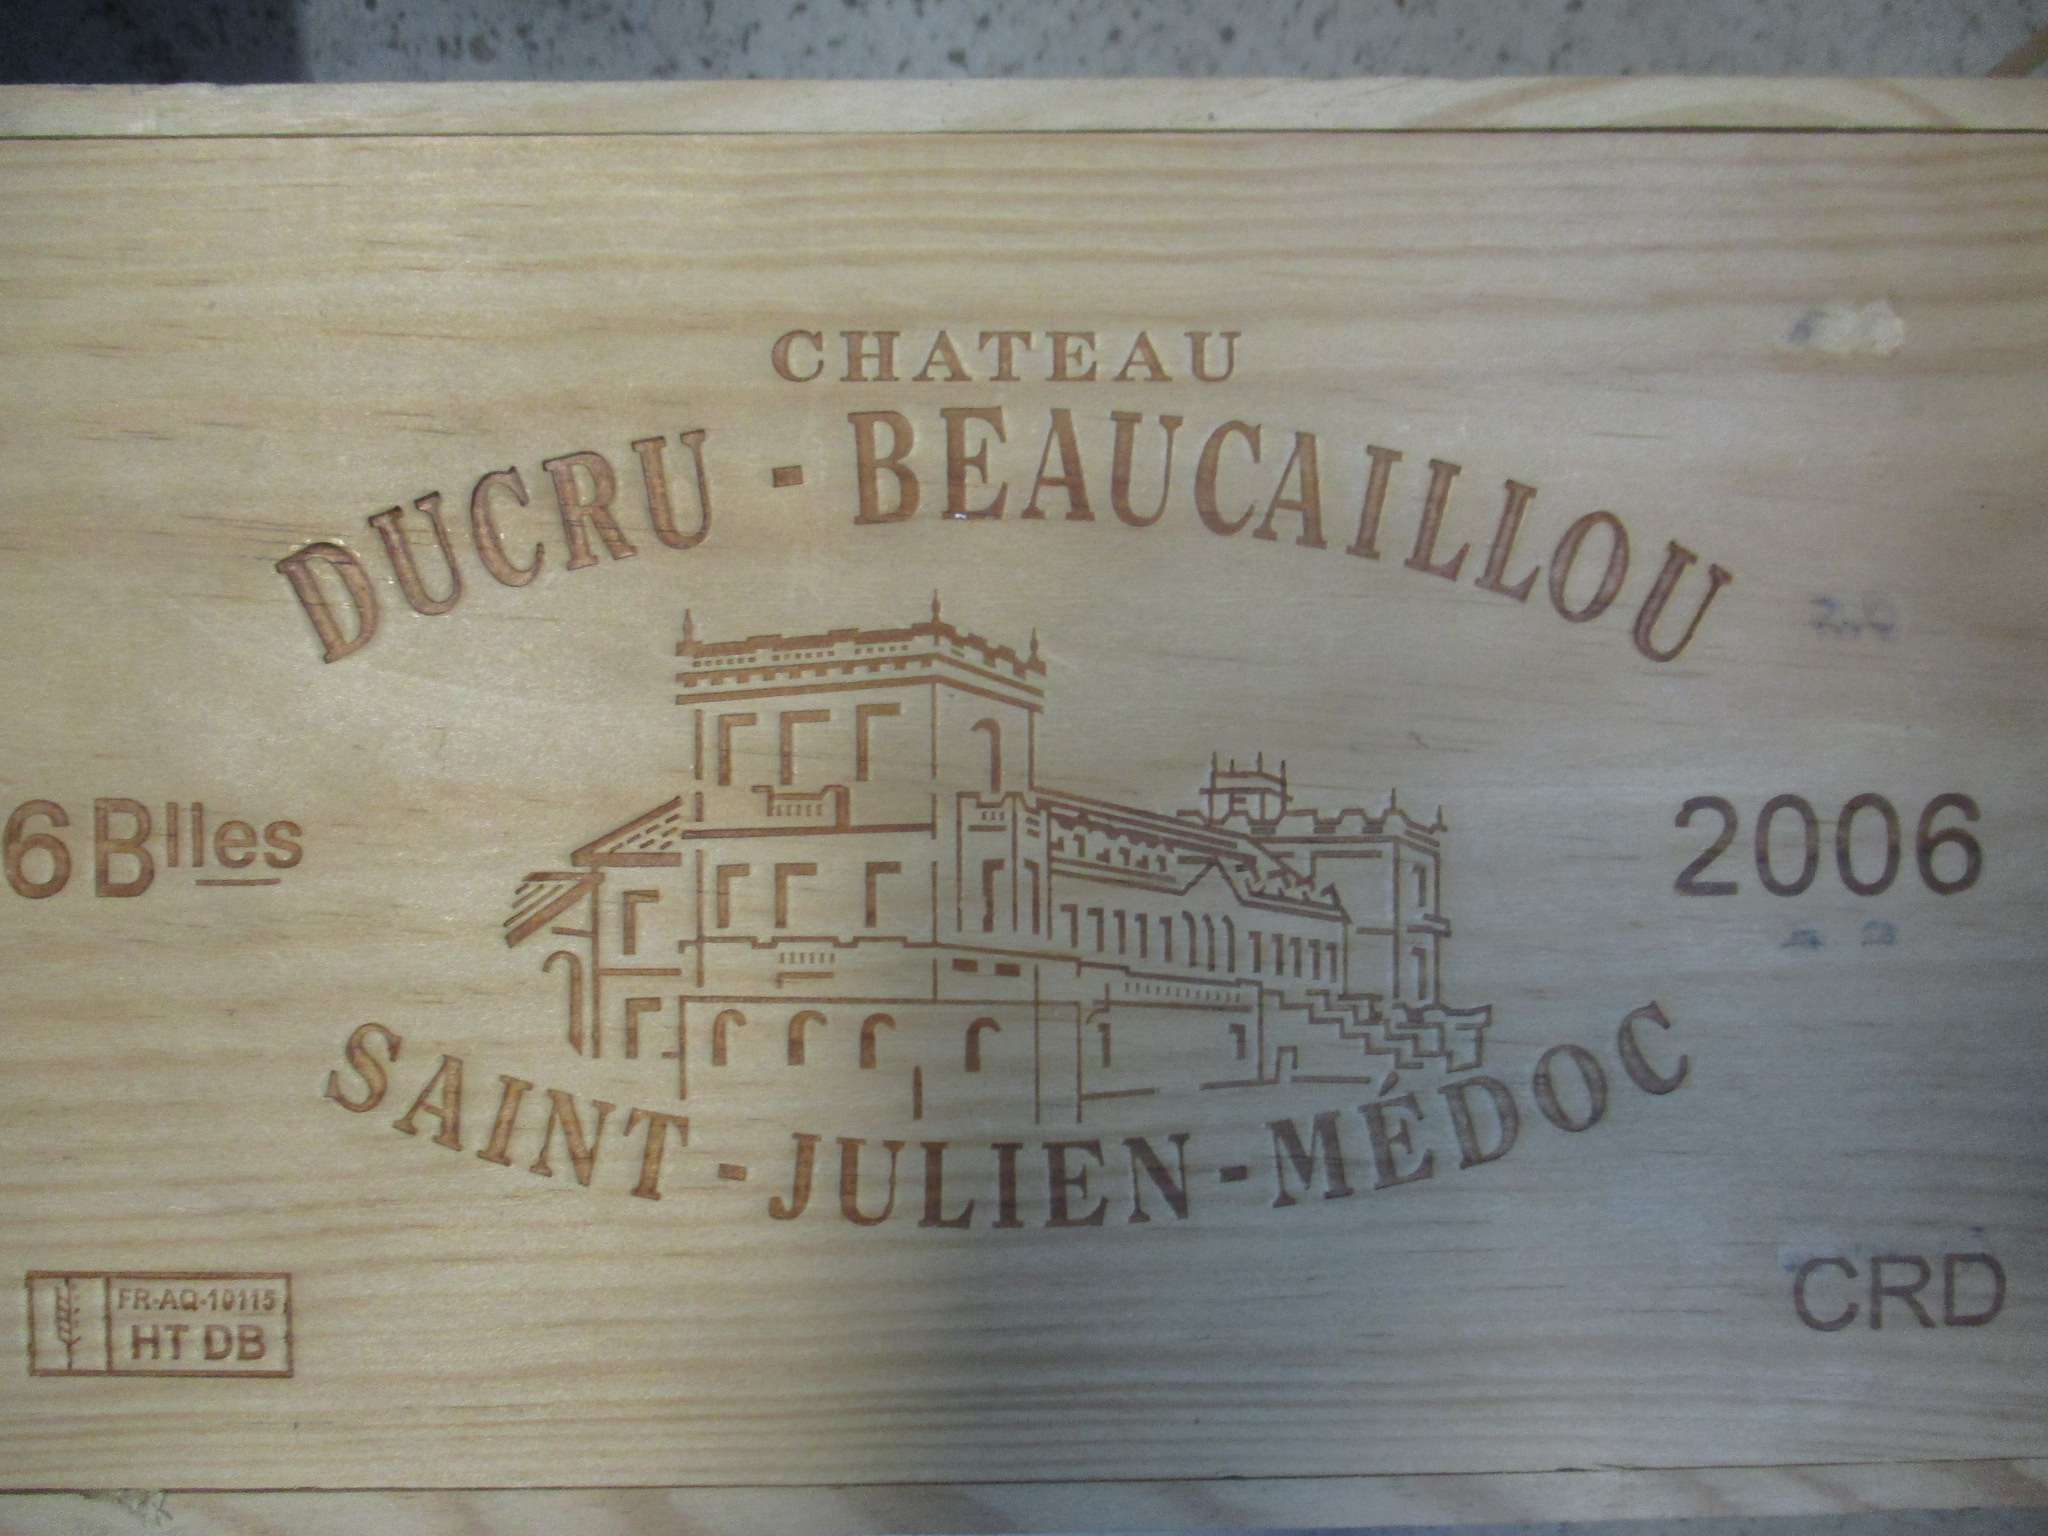 CHATEAU
DUCRU - BEAUCAILLOU
6 Blles
2006
SAINT-JULIEN-MÉDOC
FR-AQ-10115
HT DB
CRD